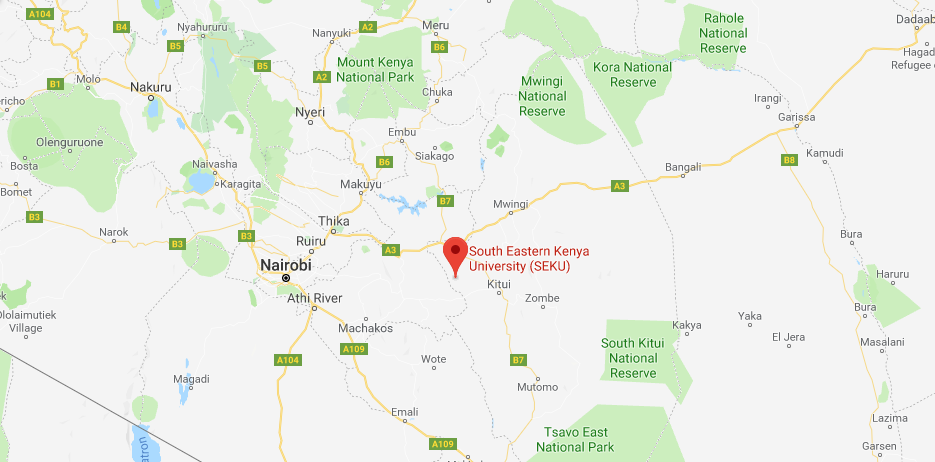 A104
Nyahururu
B4
B5
Nanyuki
A2
Meru
B6
Rahole
National
Reserve
Dadaab
Hagad
Refugee
Mount Kenya
National Park
Kora National
Reserve
B5
A2
B1
Molo
Nakuru
Chuka
Mwingi
National
Reserve
Irangi
ericho
Nyeri
Garissa
Olenguruone
Embu
Siakago
B6
Bosta
Naivasha
Karagita
Bangali
B8
Kamudi
Bomet
Makuyu
A3
B7
Mwingi
B3
Narok
B3
B3
Thika
Ruiru
A3
Bura
South Eastern Kenya
University (SEKU)
Nairobi
Kitui
Haruru
Athi River
Zombe
Bura
Ololaimutiek
Village
Machakos
Kakya
Yaka
El Jera
Masalani
A104
A109
Wote
B7
South Kitui
National
Reserve
Magadi
Mutomo
Emali
Tsavo East
National Park
Lazima
Garsen
A109
atron